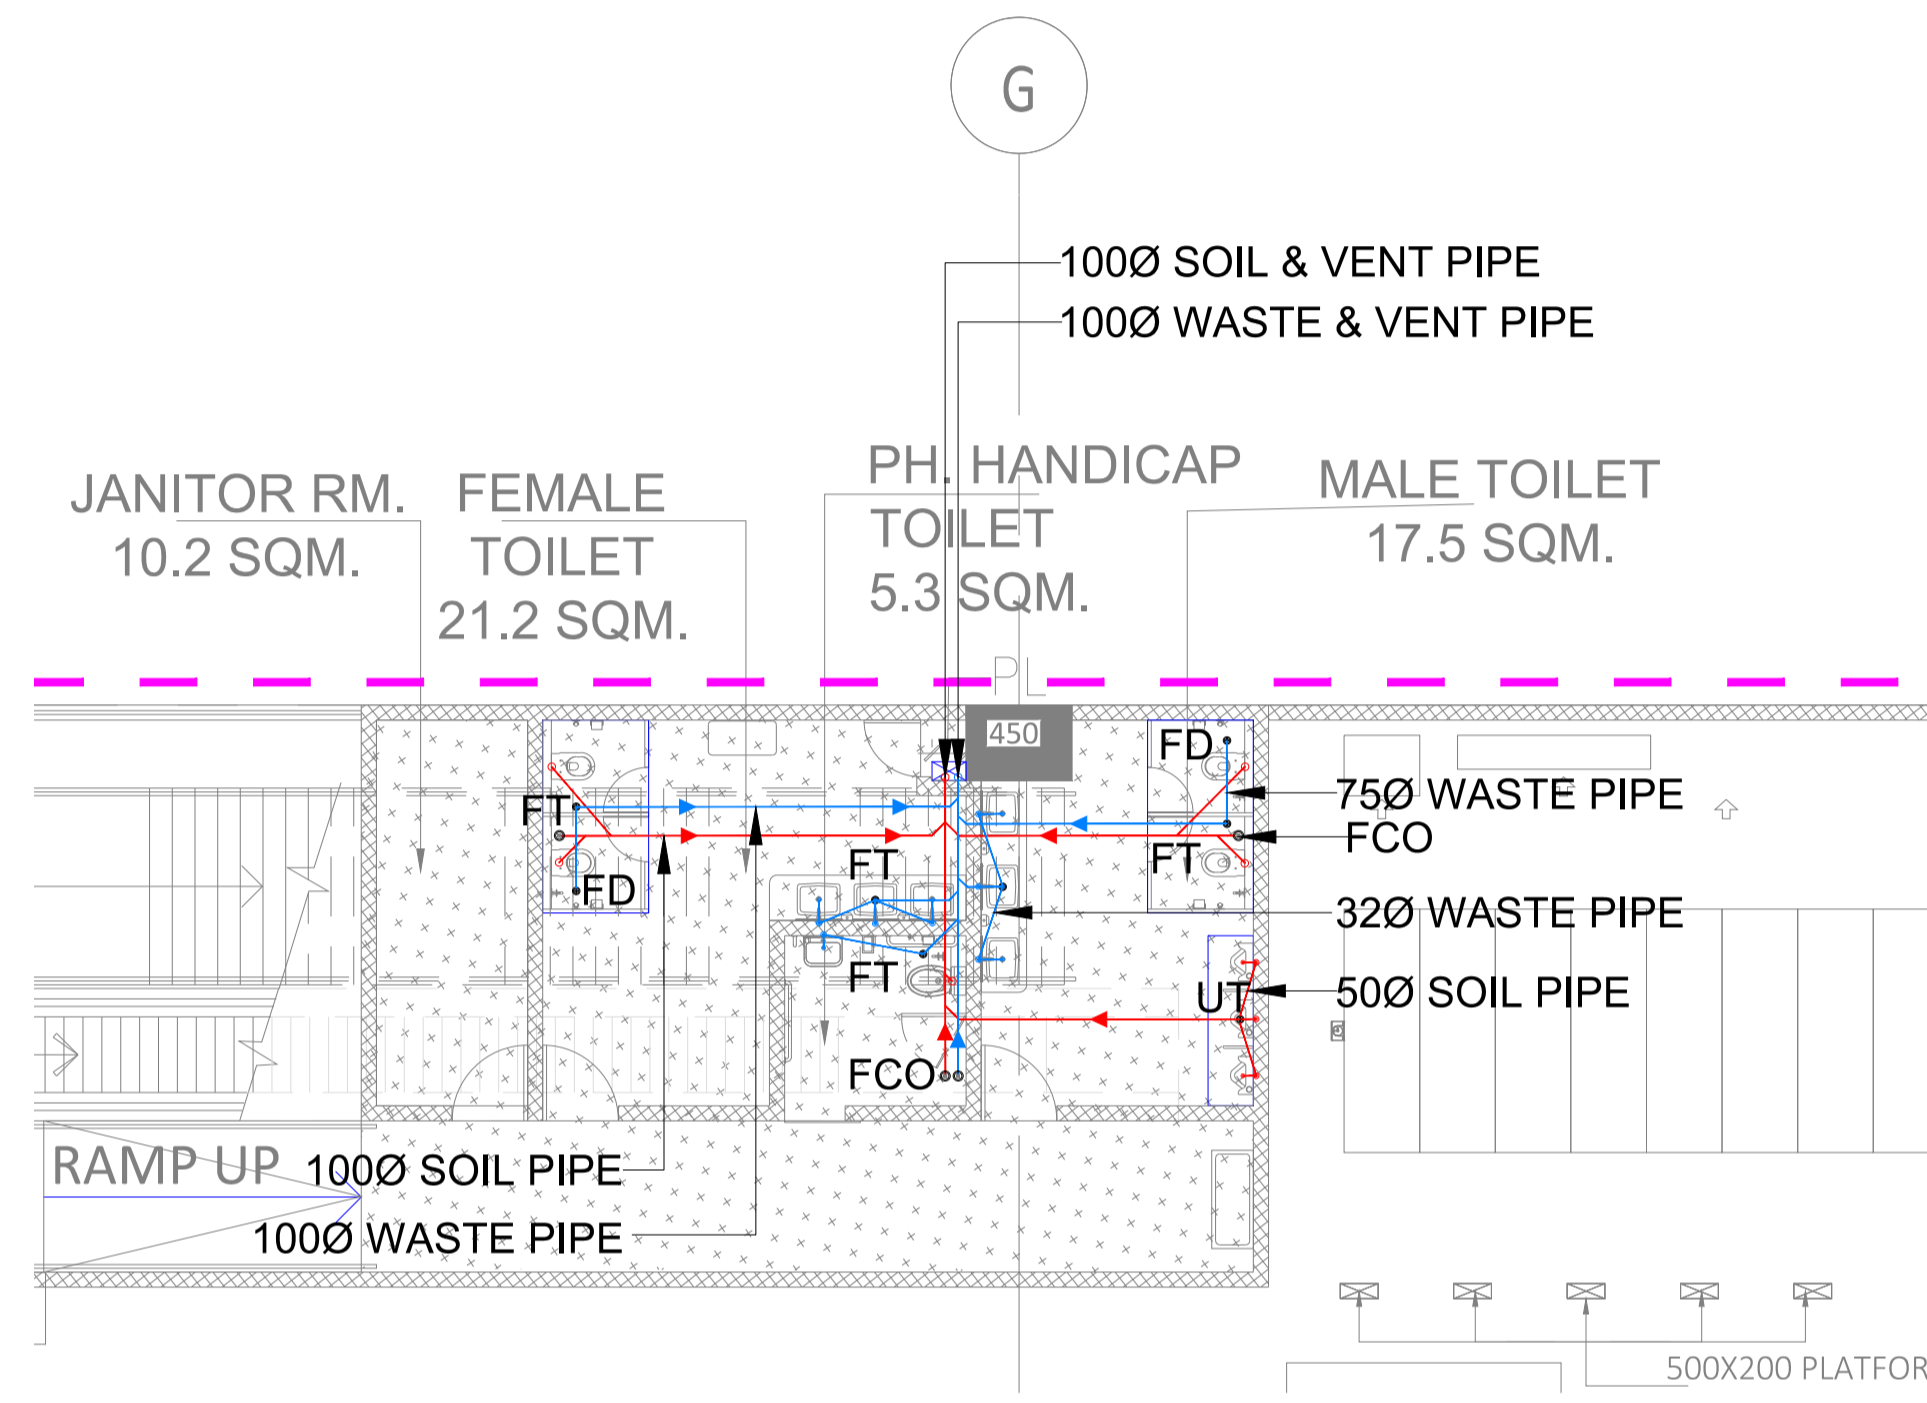 G
100Ø SOIL & VENT PIPE
100Ø WASTE & VENT PIPE
JANITOR RM.
10.2 SQM.
FEMALE
TOILET
21.2 SQM.
PH. HANDICAP
TOILET
5.3 SQM.
MALE TOILET
17.5 SQM.
PL
450
FD
75Ø WASTE PIPE
FT
FCO
FT
FT
FD
32Ø WASTE PIPE
FT
UT
50Ø SOIL PIPE
FCO
RAMP UP
100Ø SOIL PIPE
100Ø WASTE PIPE
500X200 PLATFOR